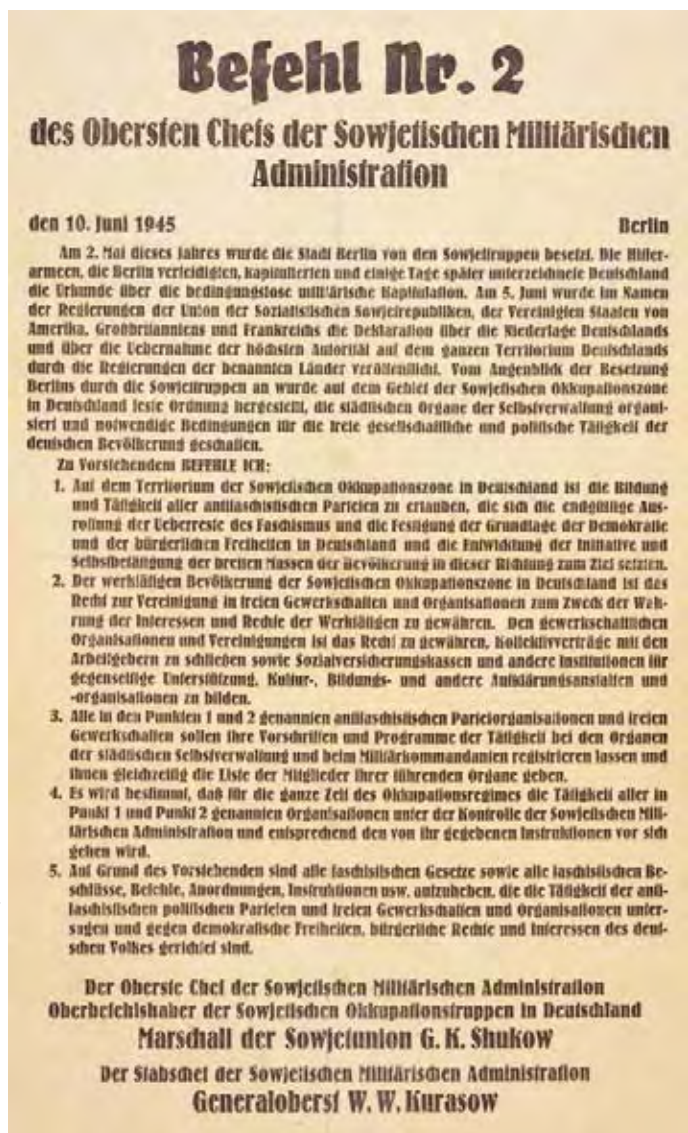 Befehl Nr. 2
des Obersten Chefs der Sowjetischen Militärischen
Administration
den 10. Juni 1945 Berlin
Am 2. Mai dieses Jahres wurde die Stadt Berlin von den Sowjettruppen besetzt. Die Hitler-
armeen, die Berlin verteidigten, kapitulierten und einige Tage später unterzeichnete Deutschland
die Urkunde über die bedingungslose militärische Kapitulation. Am 5. Juni wurde im Namen
der Regierungen der Union der Sozialistischen Sowjetrepubliken, der Vereinigten Staaten von
Amerika, Großbritanniens und Frankreichs die Deklaration über die Niederlage Deutschlands
und über die Uebernahme der höchsten Autorität auf dem ganzen Territorium Deutschlands
durch die Regierungen der benannten Länder veröffentlicht. Vom Augenblick der Besetzung
Berlins durch die Sowjettruppen an wurde auf dem Gebiet der Sowjetischen Okkupationszone
in Deutschland feste Ordnung hergestellt, die städtischen Organe der Selbstverwaltung organi-
siert und notwendige Bedingungen für die freie gesellschaftliche und politische Tätigkeit der
deutschen Bevölkerung geschaffen.
Zu Vorstehendem BEFEHLE ICH:
1. Auf dem Territorium der Sowjetischen Okkupationszone in Deutschland ist die Bildung
und Tätigkeit aller antifaschistischen Parteien zu erlauben, die sich die endgültige Aus-
rottung der Ueberreste des Faschismus und die Festigung der Grundlage der Demokratie
und der bürgerlichen Freiheiten in Deutschland und die Entwicklung der Initiative und
Selbstbetätigung der breiten Massen der Bevölkerung in dieser Richtung zum Ziel setzen.
2. Der werktätigen Bevölkerung der Sowjetischen Okkupationszone in Deutschland ist das
Recht zur Vereinigung in freien Gewerkschaften und Organisationen zum Zweck der Wah-
rung der Interessen und Rechte der Werktätigen zu gewähren. Den gewerkschaftlichen
Organisationen und Vereinigungen ist das Recht zu gewähren, Kollektivverträge mit den
Arbeitgebern zu schließen sowie Sozialversicherungskassen und andere Institutionen für
gegenseitige Unterstützung, Kultur-, Bildungs- und andere Aufklärungsanstalten und
-organisationen zu bilden.
3. Alle in den Punkten 1 und 2 genannten antifaschistischen Parteiorganisationen und freien
Gewerkschaften sollen ihre Vorschriften und Programme der Tätigkeit bei den Organen
der städtischen Selbstverwaltung und beim Militärkommandanten registrieren lassen und
ihnen gleichzeitig die Liste der Mitglieder ihrer führenden Organe geben.
4. Es wird bestimmt, daß für die ganze Zeit des Okkupationsregimes die Tätigkeit aller in
Punkt 1 und Punkt 2 genannten Organisationen unter der Kontrolle der Sowjetischen Mili-
tärischen Administration und entsprechend den von ihr gegebenen Instruktionen vor sich
gehen wird.
5. Auf Grund des Vorstehenden sind alle faschistischen Gesetze sowie alle faschistischen Be-
schlüsse, Befehle, Anordnungen, Instruktionen usw. aufzuheben, die die Tätigkeit der anti-
faschistischen politischen Parteien und freien Gewerkschaften und Organisationen unter-
sagen und gegen demokratische Freiheiten, bürgerliche Rechte und Interessen des deut-
schen Volkes gerichtet sind.
Der Oberste Chef der Sowjetischen Militärischen Administration
Oberbefehlshaber der Sowjetischen Okkupationstruppen in Deutschland
Marschall der Sowjetunion G. K. Shukow
Der Stabschef der Sowjetischen Militärischen Administration
Generaloberst W. W. Kurasow